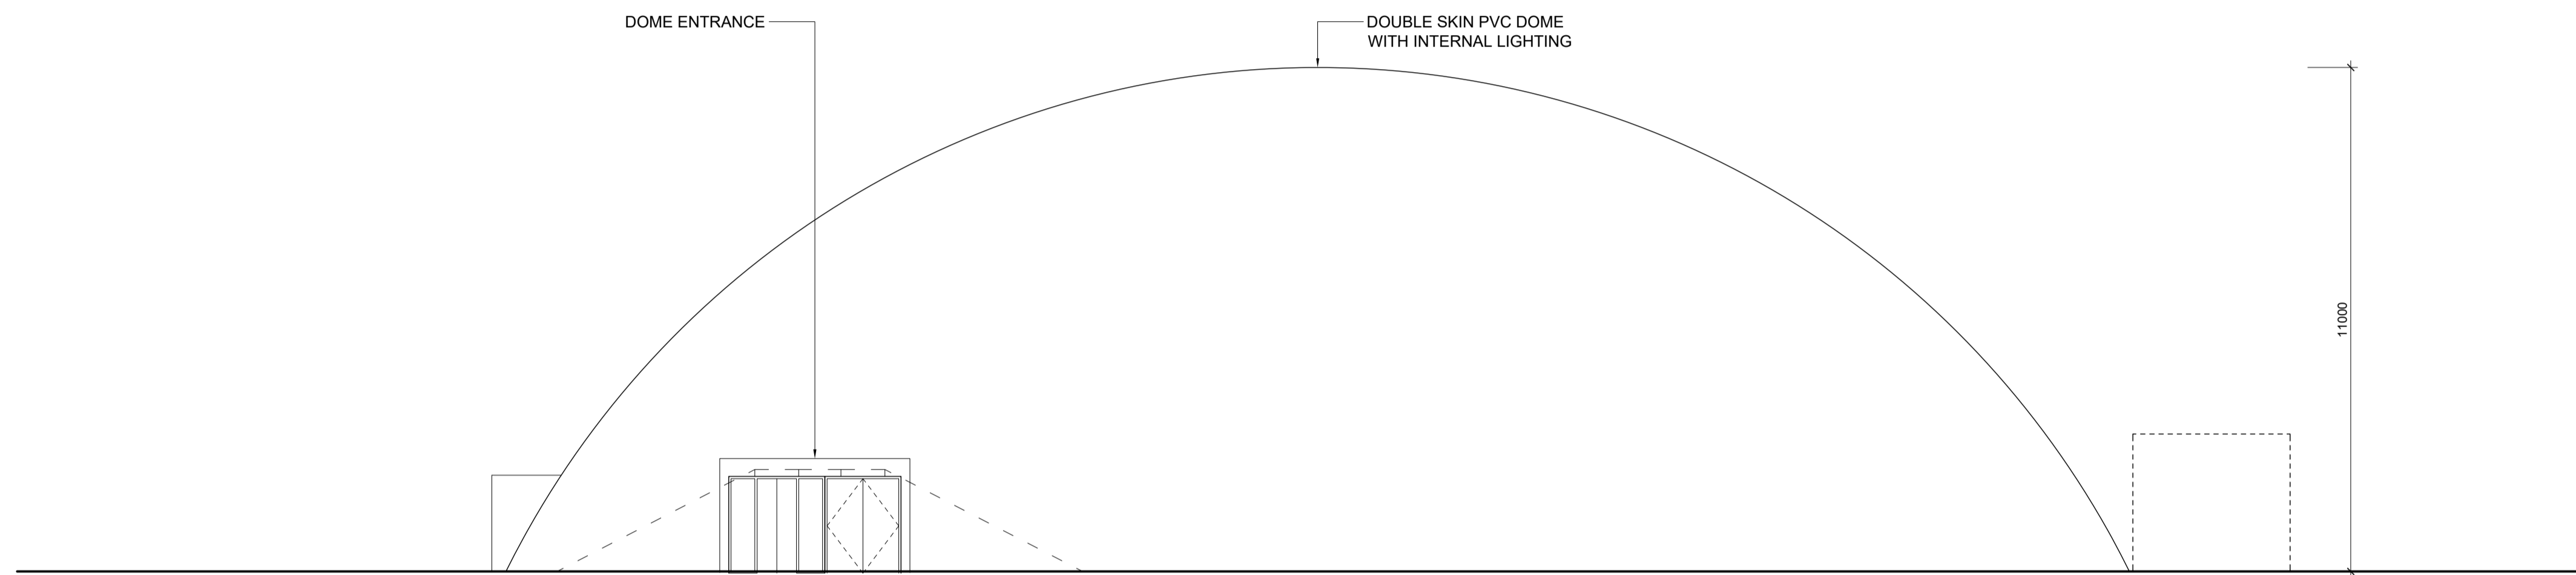 DOME ENTRANCE
DOUBLE SKIN PVC DOME
WITH INTERNAL LIGHTING
11000